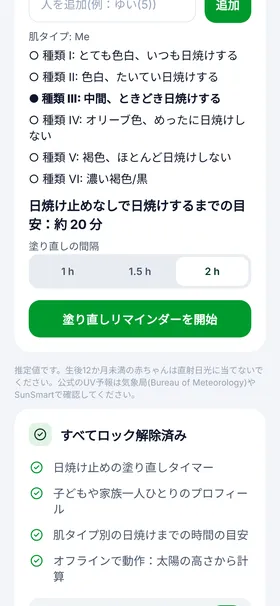 人を追加(例：ゆい(5))
追加
肌タイプ: Me
種類 I: とても色白、いつも日焼けする
種類 II: 色白、たいてい日焼けする
種類 III: 中間、ときどき日焼けする
種類 IV: オリーブ色、めったに日焼けし
ない
種類 V: 褐色、ほとんど日焼けしない
種類 VI: 濃い褐色/黒
日焼け止めなしで日焼けするまでの目
安：約 20 分
塗り直しの間隔
1 h
1.5 h
2 h
塗り直しリマインダーを開始
推定値です。生後12か月未満の赤ちゃんは直射日光に当てないで
ください。公式のUV予報は気象局(Bureau of Meteorology)や
SunSmartで確認してください。
すべてロック解除済み
日焼け止めの塗り直しタイマー
子どもや家族一人ひとりのプロフィー
ル
肌タイプ別の日焼けまでの時間の目安
オフラインで動作：太陽の高さから計
算